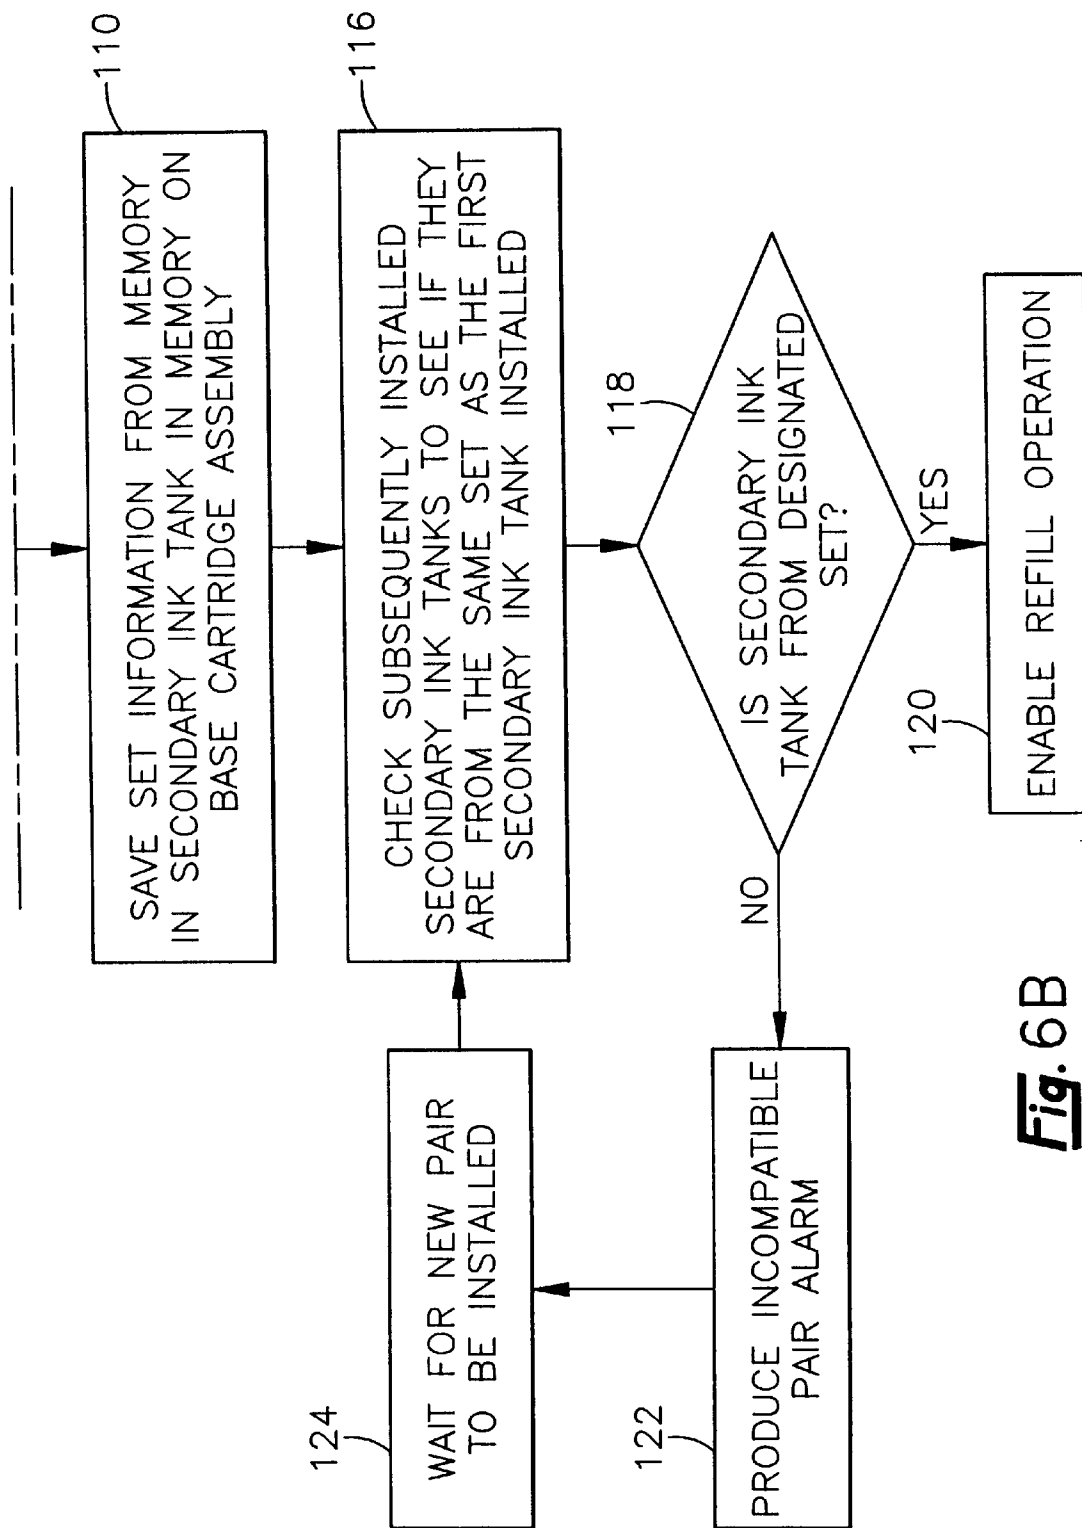 110
SAVE SET INFORMATION FROM MEMORY
IN SECONDARY INK TANK IN MEMORY ON
BASE CARTRIDGE ASSEMBLY
116
CHECK SUBSEQUENTLY INSTALLED
SECONDARY INK TANKS TO SEE IF THEY
ARE FROM THE SAME SET AS THE FIRST
SECONDARY INK TANK INSTALLED
118
IS SECONDARY INK
TANK FROM DESIGNATED
SET?
YES
NO
120
ENABLE REFILL OPERATION
122
PRODUCE INCOMPATIBLE
PAIR ALARM
124
WAIT FOR NEW PAIR
TO BE INSTALLED
Fig. 6B